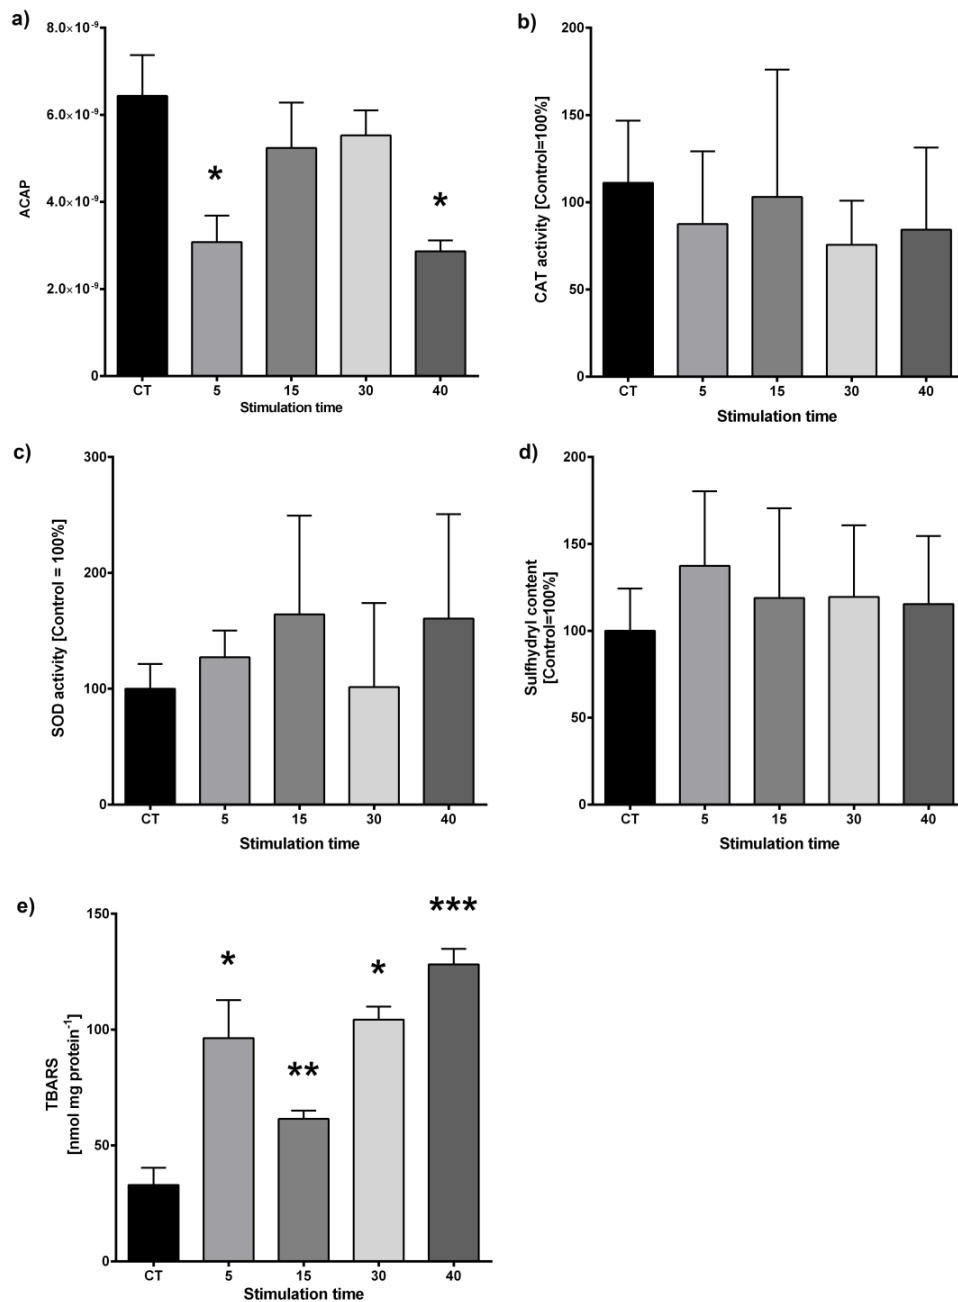 a)
8.0×10⁻⁹
6.0×10⁻⁹
4.0×10⁻⁹
2.0×10⁻⁹
0
ACAP
*
*
CT 5 15 30 40
Stimulation time
b)
200
150
100
50
0
CAT activity [Control=100%]
CT 5 15 30 40
Stimulation time
c)
300
200
100
0
SOD activity [Control = 100%]
CT 5 15 30 40
Stimulation time
d)
200
150
100
50
0
Sulfhydryl content
[Control=100%]
CT 5 15 30 40
Stimulation time
e)
150
100
50
0
TBARS
[nmol mg protein⁻¹]
*
**
*
***
CT 5 15 30 40
Stimulation time